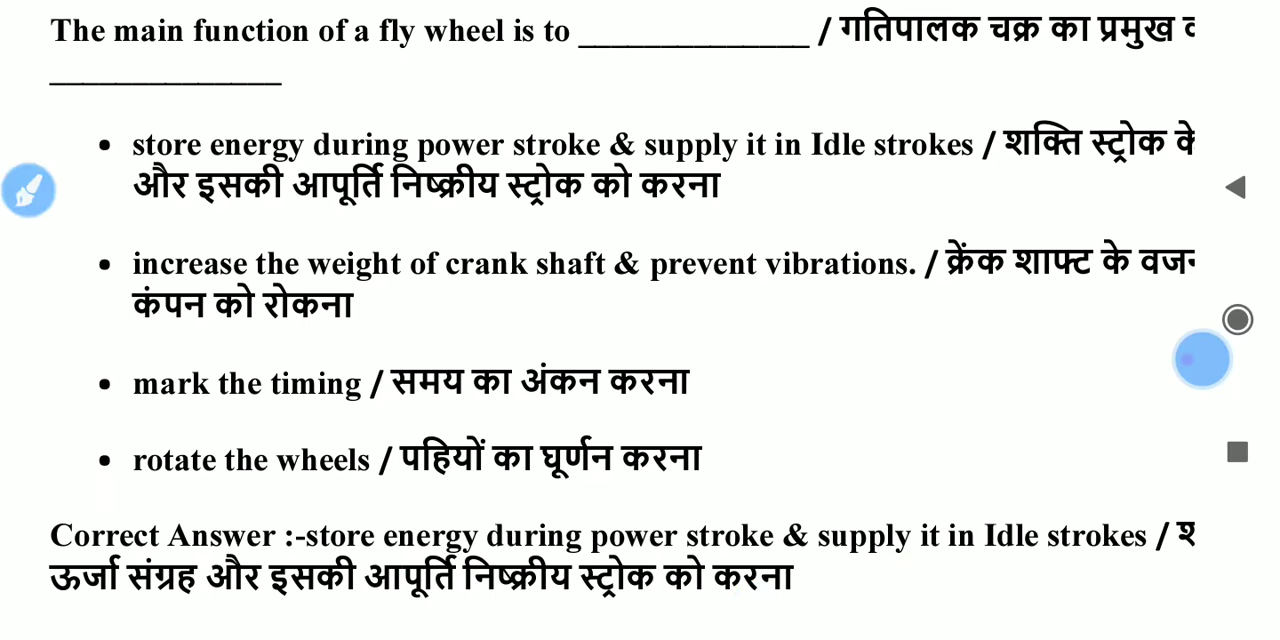 The main function of a fly wheel is to ______________ / गतिपालक चक्र का प्रमुख
______________
• store energy during power stroke & supply it in Idle strokes / शक्ति स्ट्रोक के
और इसकी आपूर्ति निष्क्रीय स्ट्रोक को करना
• increase the weight of crank shaft & prevent vibrations. / क्रेंक शाफ्ट के
कंपन को रोकना
• mark the timing / समय का अंकन करना
• rotate the wheels / पहियों का घूर्णन करना
Correct Answer :-store energy during power stroke & supply it in Idle strokes /
ऊर्जा संग्रह और इसकी आपूर्ति निष्क्रीय स्ट्रोक को करना